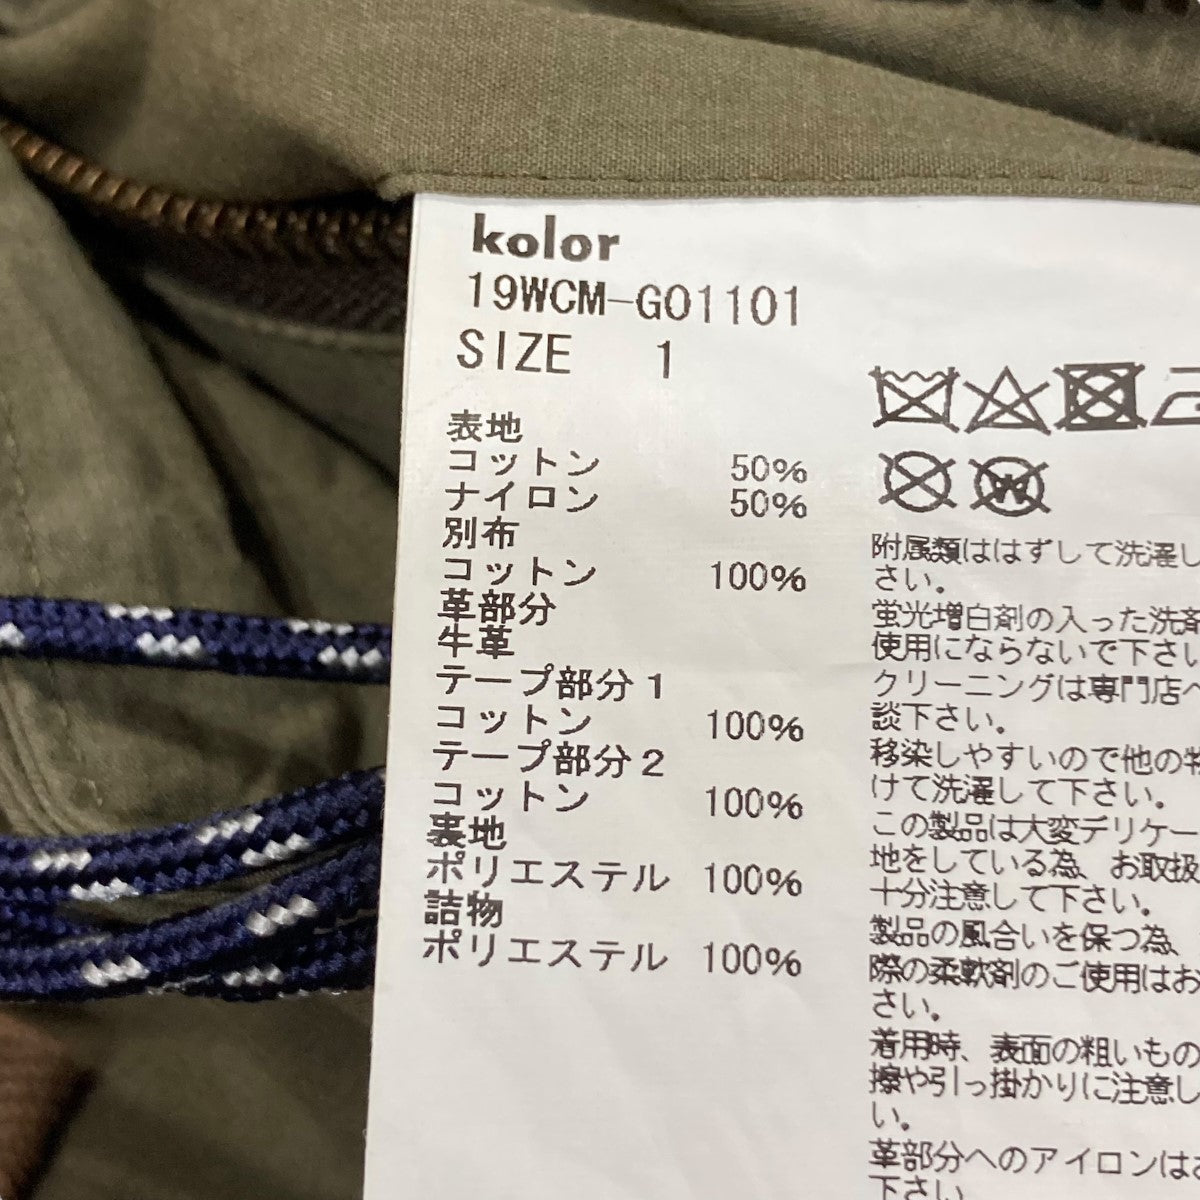 kolor
19WCM-G01101
SIZE 1
表地
コットン 50%
ナイロン 50%
別布
コットン 100%
革部分
牛革
テープ部分1
コットン 100%
テープ部分2
コットン 100%
裏地
ポリエステル 100%
詰物
ポリエステル 100%
W
附属類ははずして洗濯し
さい。
蛍光増白剤の入った洗剤
使用にならないで下さい
クリーニングは専門店へ
談下さい。
移染しやすいので他の物
けて洗濯して下さい。
この製品は大変デリケー
地をしている為、お取扱
十分注意して下さい。
製品の風合いを保つ為、
際の柔軟剤のご使用はお
さい。
着用時、表面の粗いもの
擦や引っ掛かりに注意し
い。
革部分へのアイロンはお
下さい